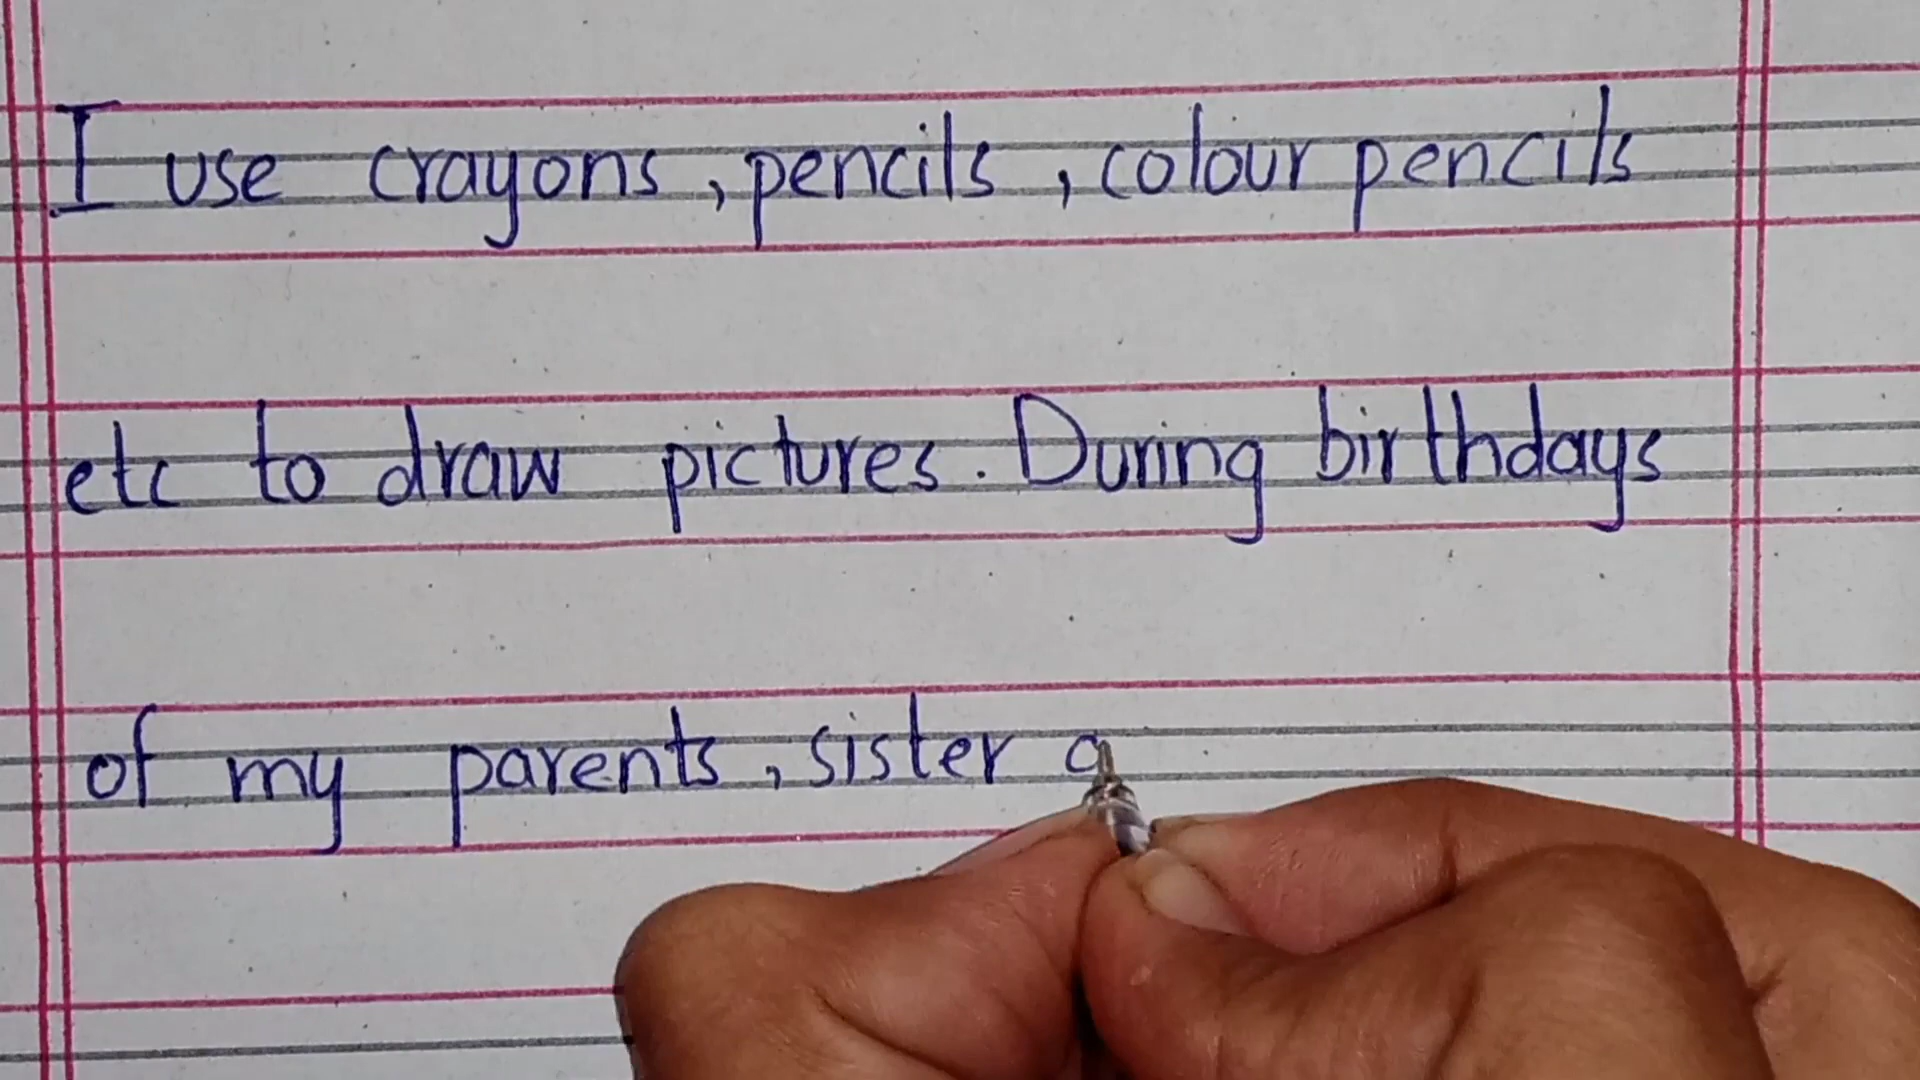 I use crayons, pencils, colour pencils
etc to draw pictures. During birthdays
of my parents, sister a